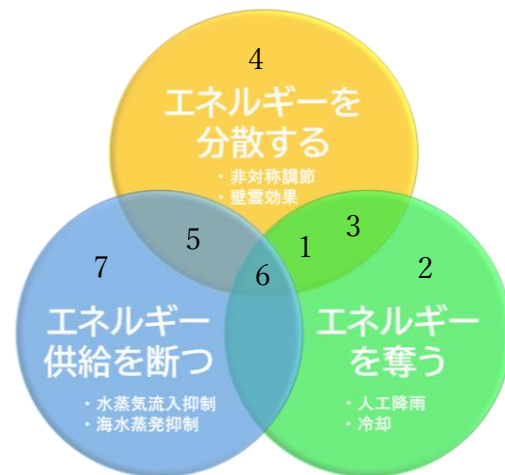 4
エネルギーを
分散する
・非対称調節
・壁雲効果
5
1
3
7
6
2
エネルギー
供給を断つ
・水蒸気流入抑制
・海水蒸発抑制
エネルギー
を奪う
・人工降雨
・冷却